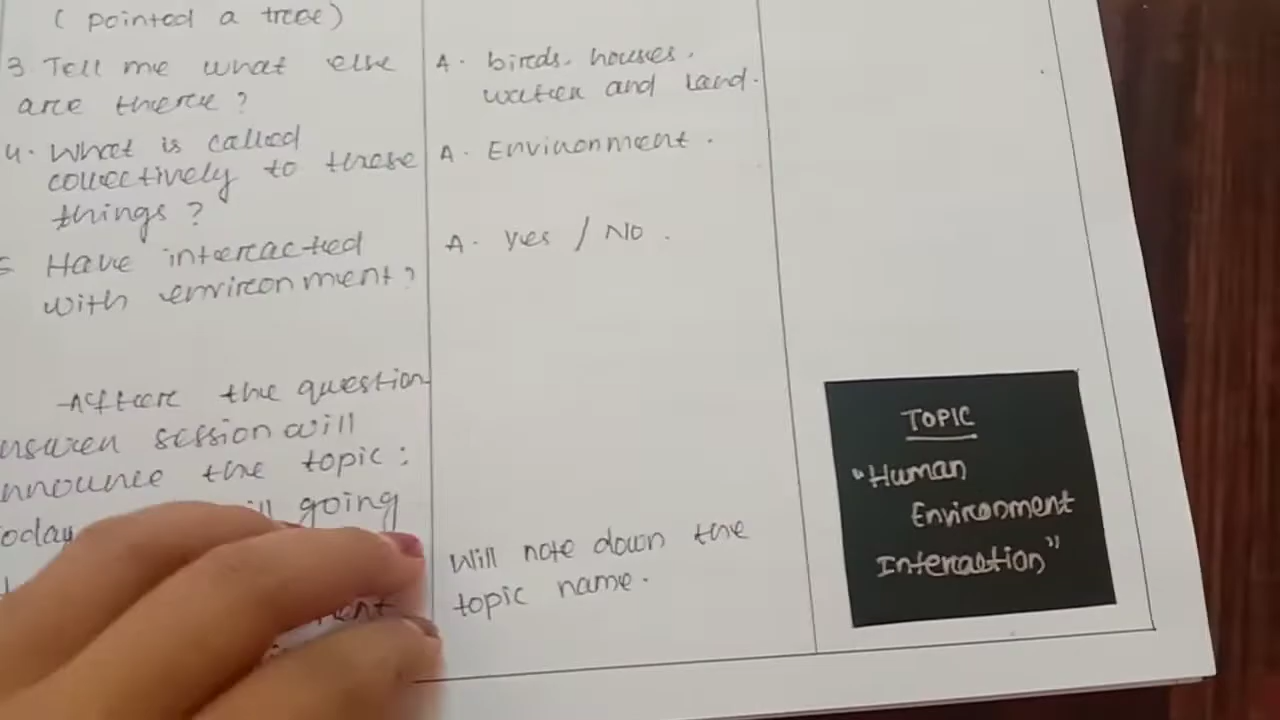 ( pointed a tree)
3. Tell me what else
are there ?
4. What is called
collectively to these
things ?
Have interacted
with environment?
After the question
session will
the topic :
going
A. birds. houses.
water and land.
A. Environment.
A. yes / No.
Will note down the
topic name.
TOPIC
"Human
Environment
Interaction"